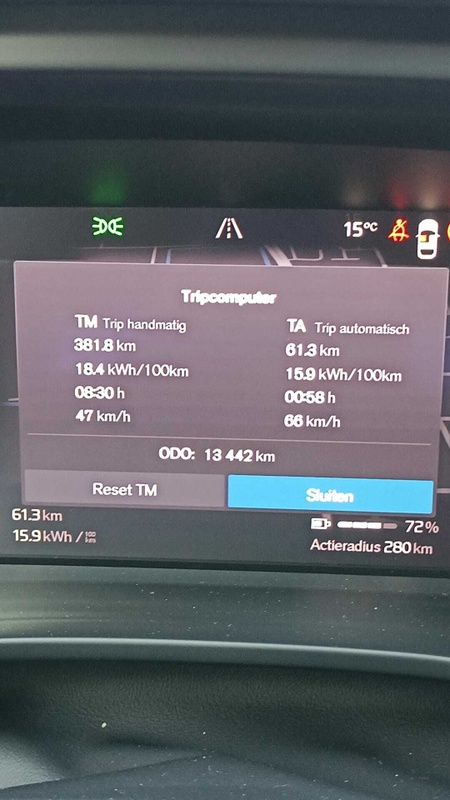 15°C
Tripcomputer
TM Trip handmatig
381.8 km
18.4 kWh/100km
08:30 h
47 km/h
TA Trip automatisch
61.3 km
15.9 kWh/100km
00:58 h
66 km/h
ODO: 13 442 km
Reset TM
Sluiten
61.3 km
15.9 kWh / 100 km
72%
Actieradius 280 km